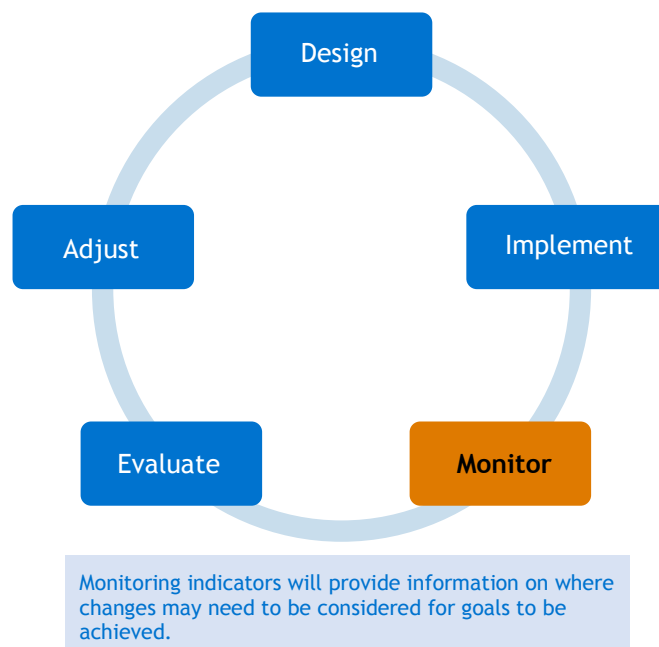 Design
Adjust
Implement
Evaluate
Monitor
Monitoring indicators will provide information on where
changes may need to be considered for goals to be
achieved.